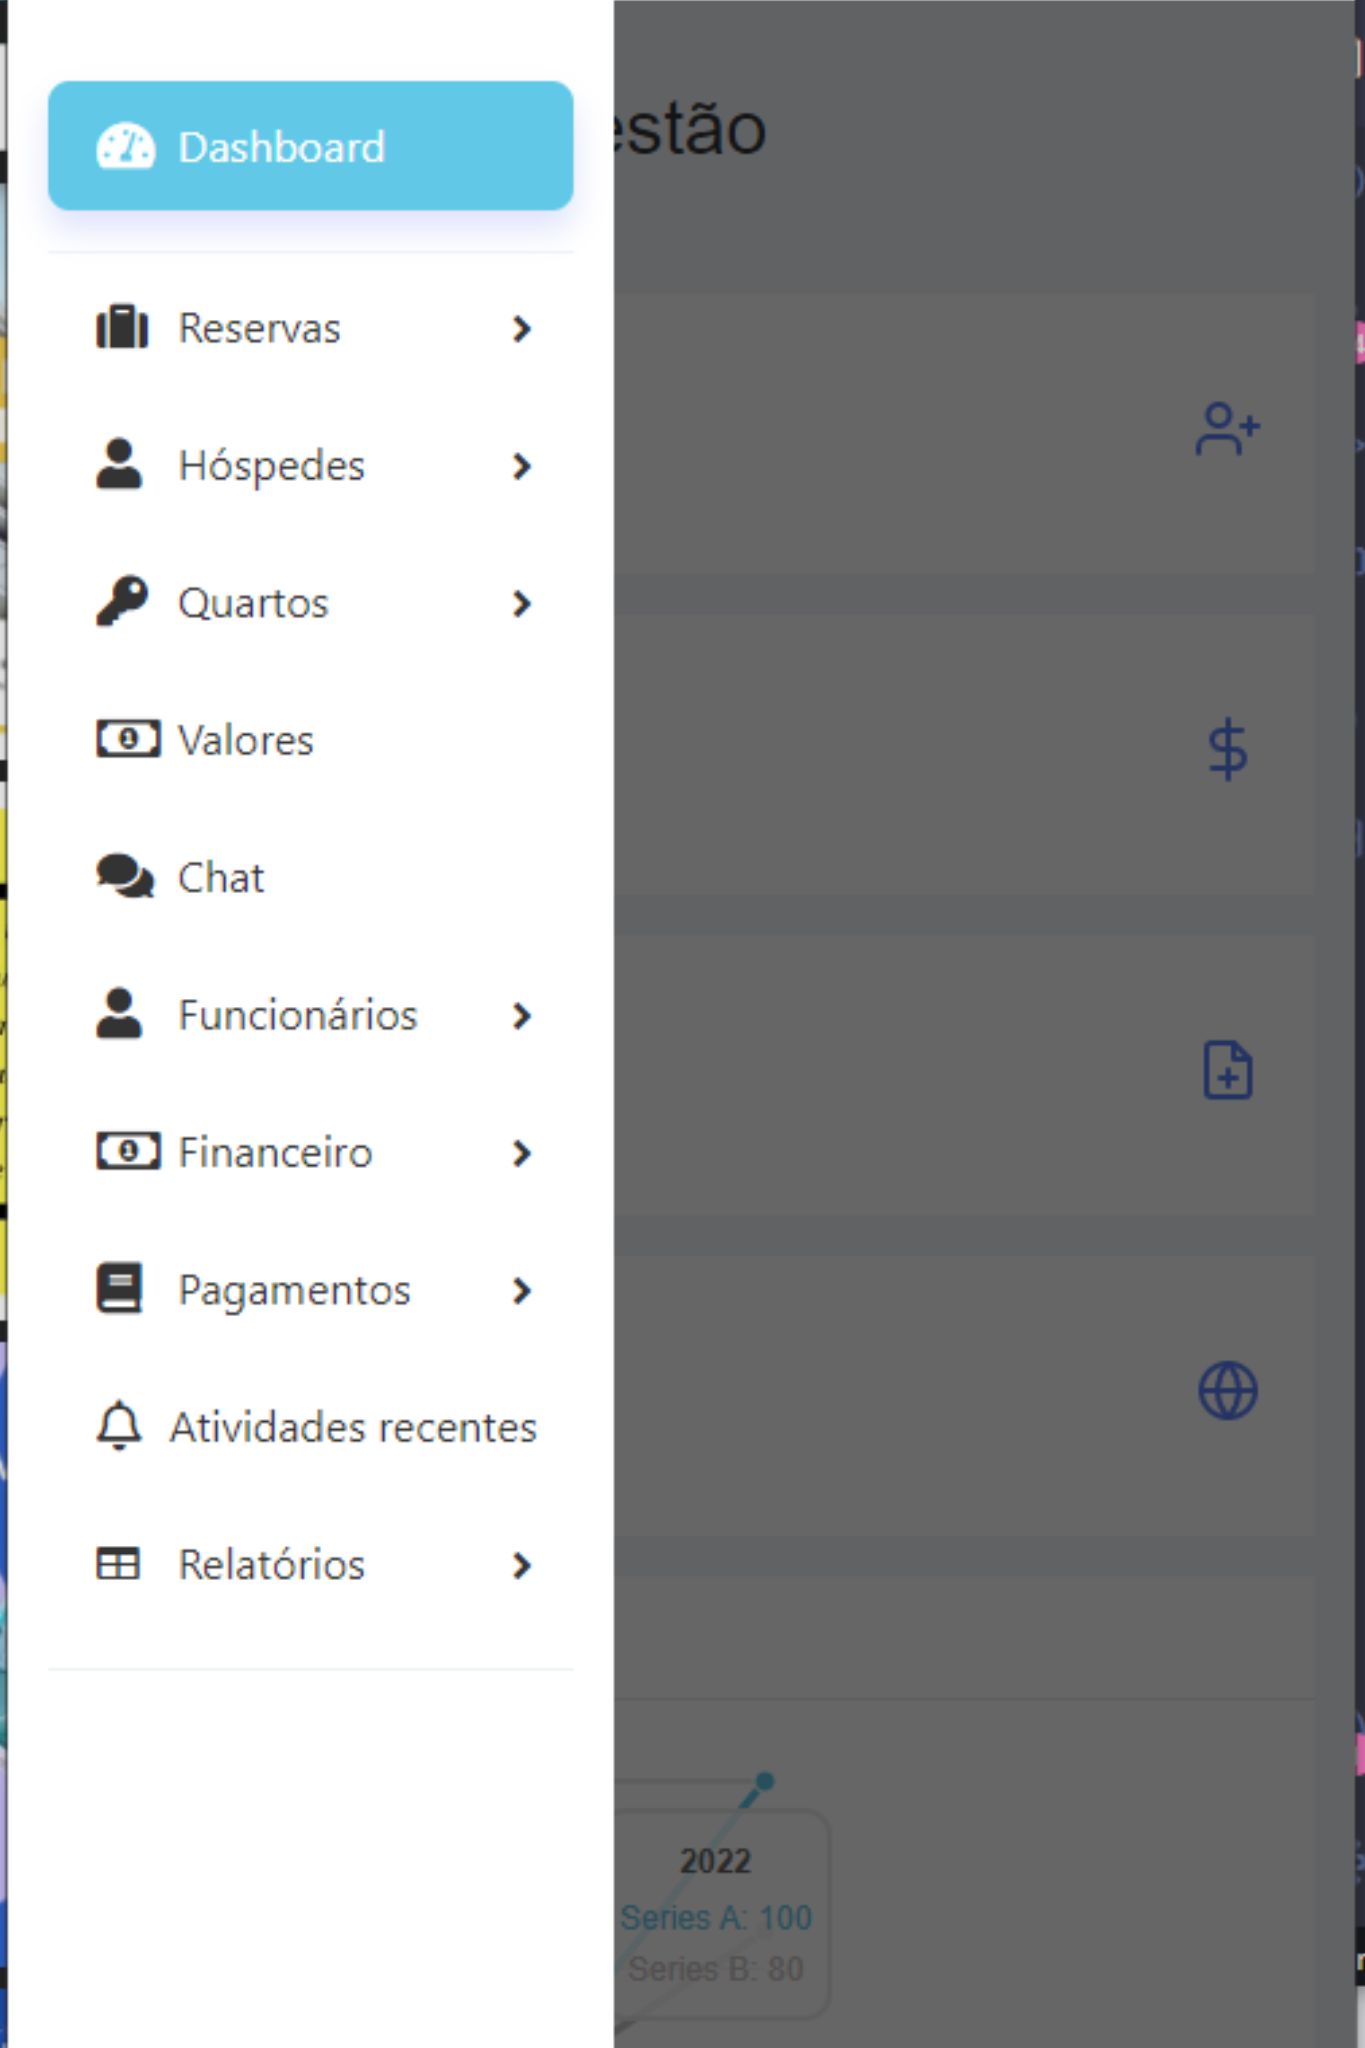 Dashboard
estão
Reservas
Hóspedes
Quartos
Valores
Chat
Funcionários
Financeiro
Pagamentos
Atividades recentes
Relatórios
2022
Series A: 100
Series B: 80